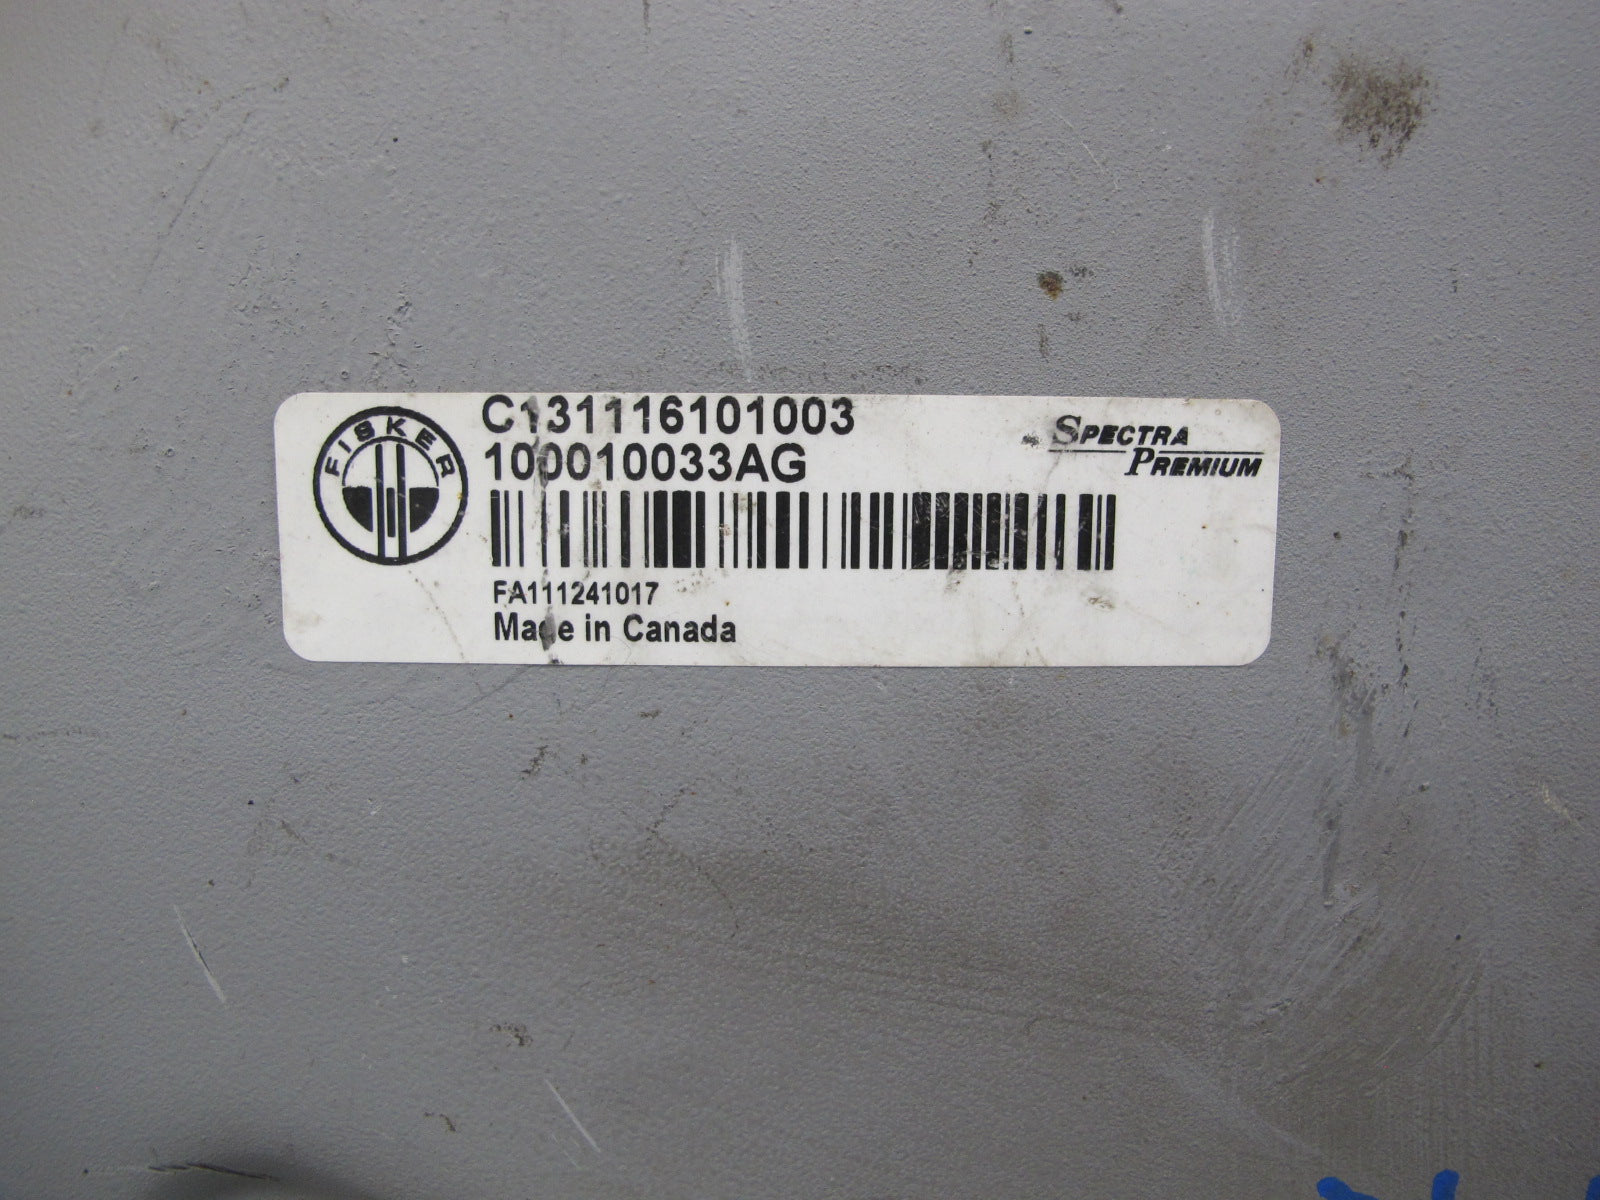 FISKER
C131116101003
100010033AG
SPECTRA
PREMIUM
FA111241017
Made in Canada